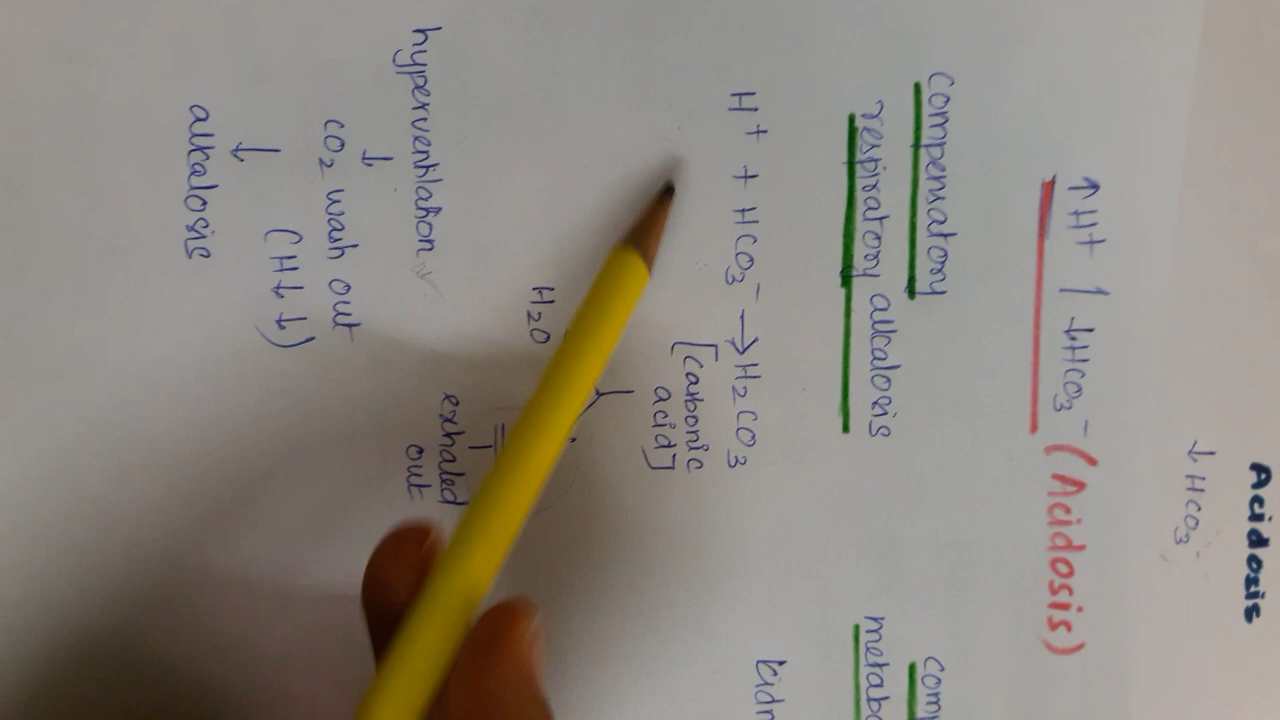 Acidosis
↓ HCO₃⁻
↑H⁺ / ↓HCO₃⁻ (Acidosis)
compensatory
respiratory alkalosis
H⁺ + HCO₃⁻ → H₂CO₃
[carbonic
acid]
H₂O
exhaled
out
hyperventilation
↓
CO₂ wash out
↓ (H↓↓)
alkalosis
comp
metabo
kidn